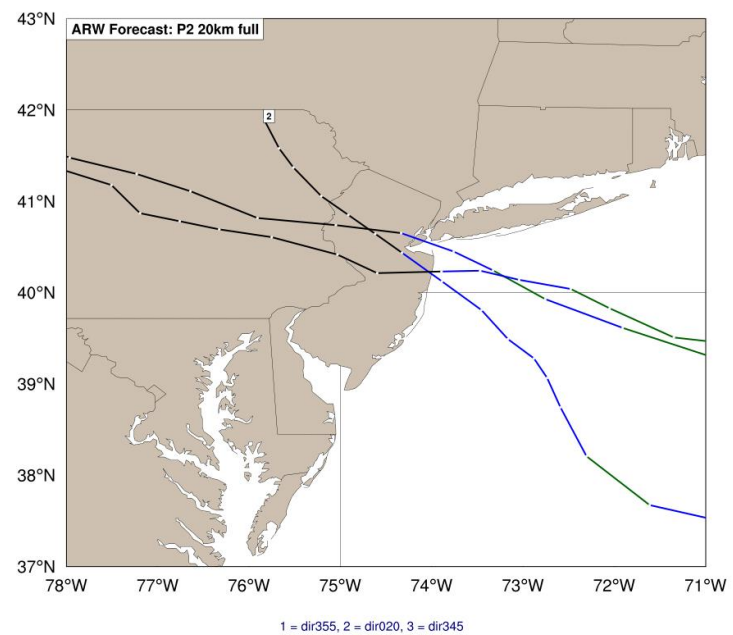 ARW Forecast: P2 20km full
43°N
42°N
41°N
40°N
39°N
38°N
37°N
2
78°W 77°W 76°W 75°W 74°W 73°W 72°W 71°W
1 = dir355, 2 = dir020, 3 = dir345